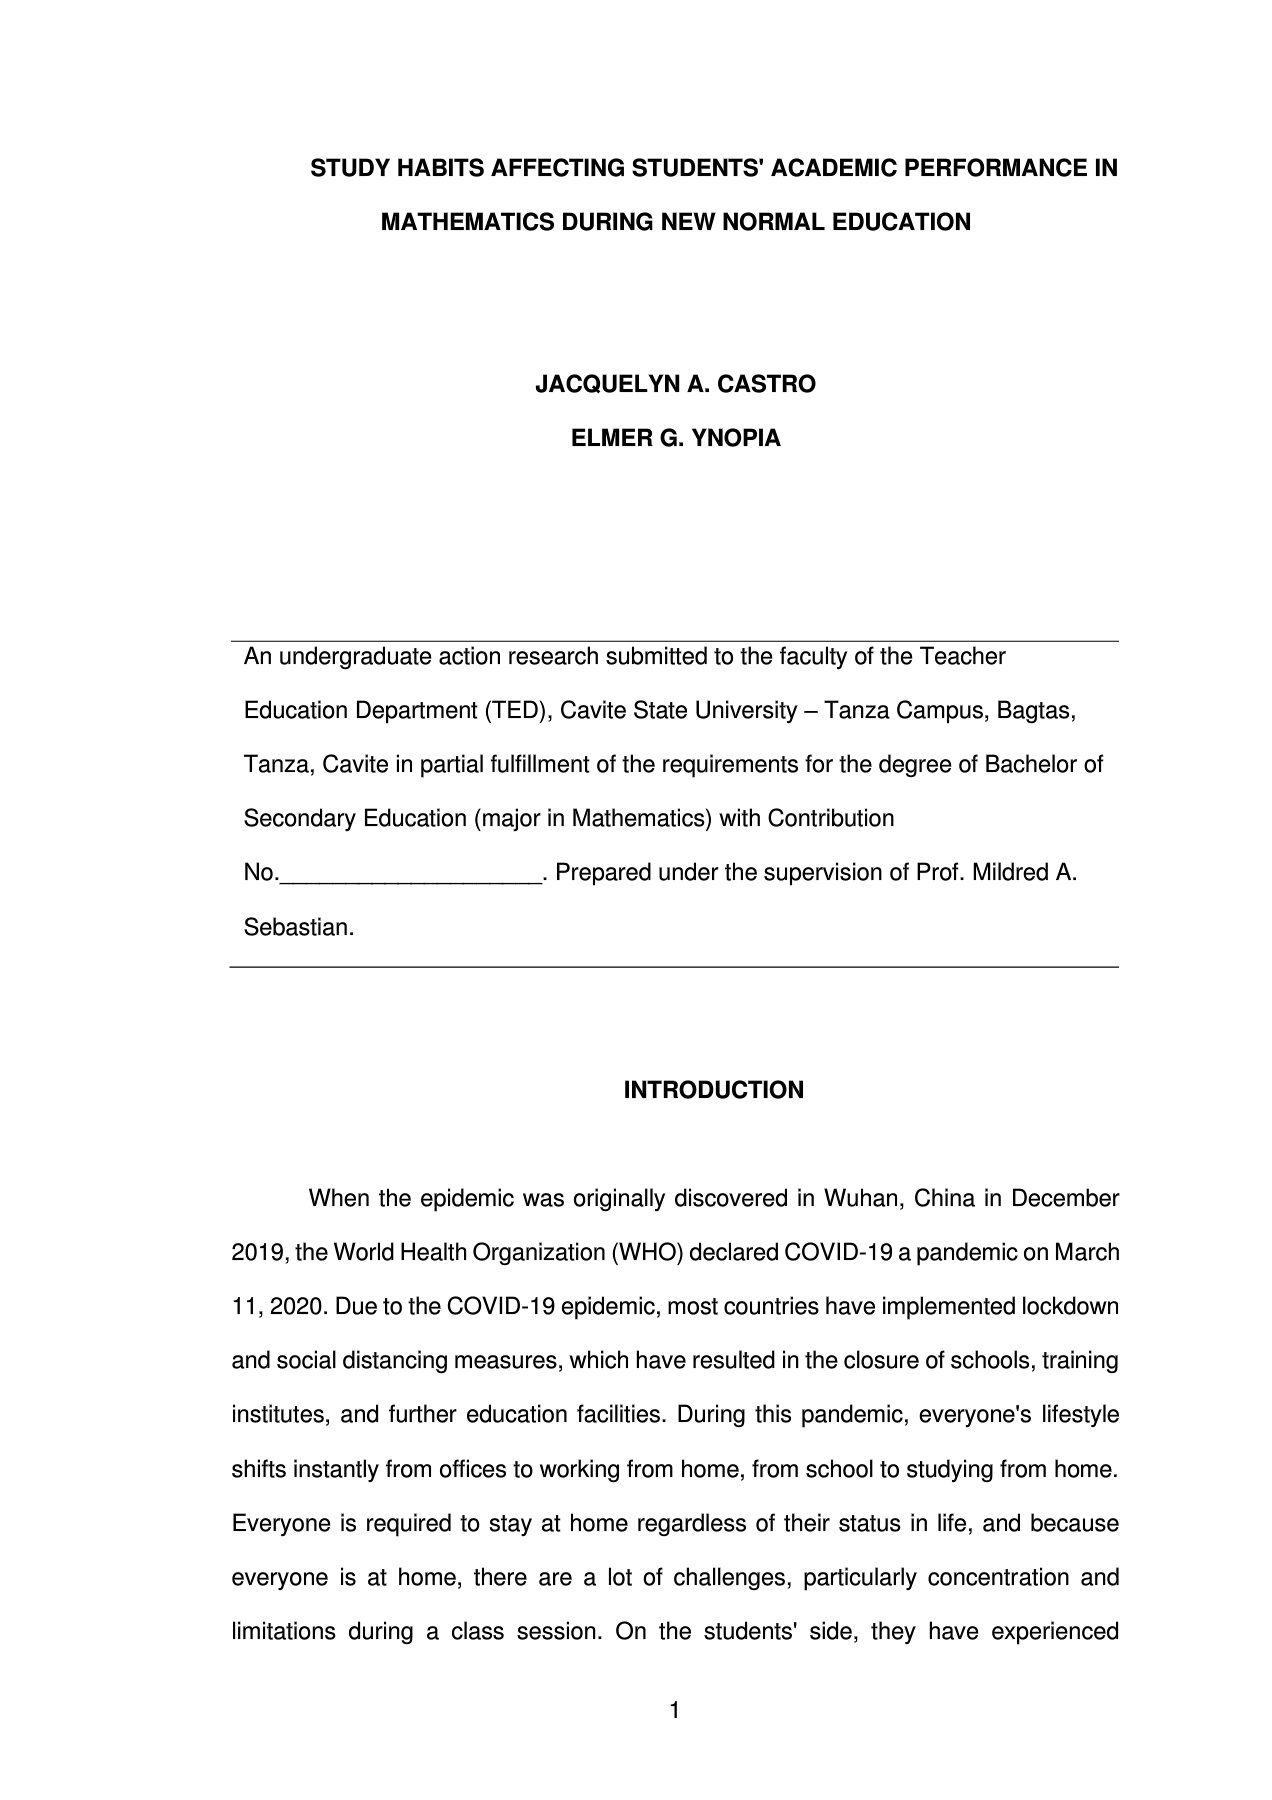 STUDY HABITS AFFECTING STUDENTS' ACADEMIC PERFORMANCE IN
MATHEMATICS DURING NEW NORMAL EDUCATION
JACQUELYN A. CASTRO
ELMER G. YNOPIA
An undergraduate action research submitted to the faculty of the Teacher
Education Department (TED), Cavite State University – Tanza Campus, Bagtas,
Tanza, Cavite in partial fulfillment of the requirements for the degree of Bachelor of
Secondary Education (major in Mathematics) with Contribution
No.____________________. Prepared under the supervision of Prof. Mildred A.
Sebastian.
INTRODUCTION
When the epidemic was originally discovered in Wuhan, China in December
2019, the World Health Organization (WHO) declared COVID-19 a pandemic on March
11, 2020. Due to the COVID-19 epidemic, most countries have implemented lockdown
and social distancing measures, which have resulted in the closure of schools, training
institutes, and further education facilities. During this pandemic, everyone's lifestyle
shifts instantly from offices to working from home, from school to studying from home.
Everyone is required to stay at home regardless of their status in life, and because
everyone is at home, there are a lot of challenges, particularly concentration and
limitations during a class session. On the students' side, they have experienced
1